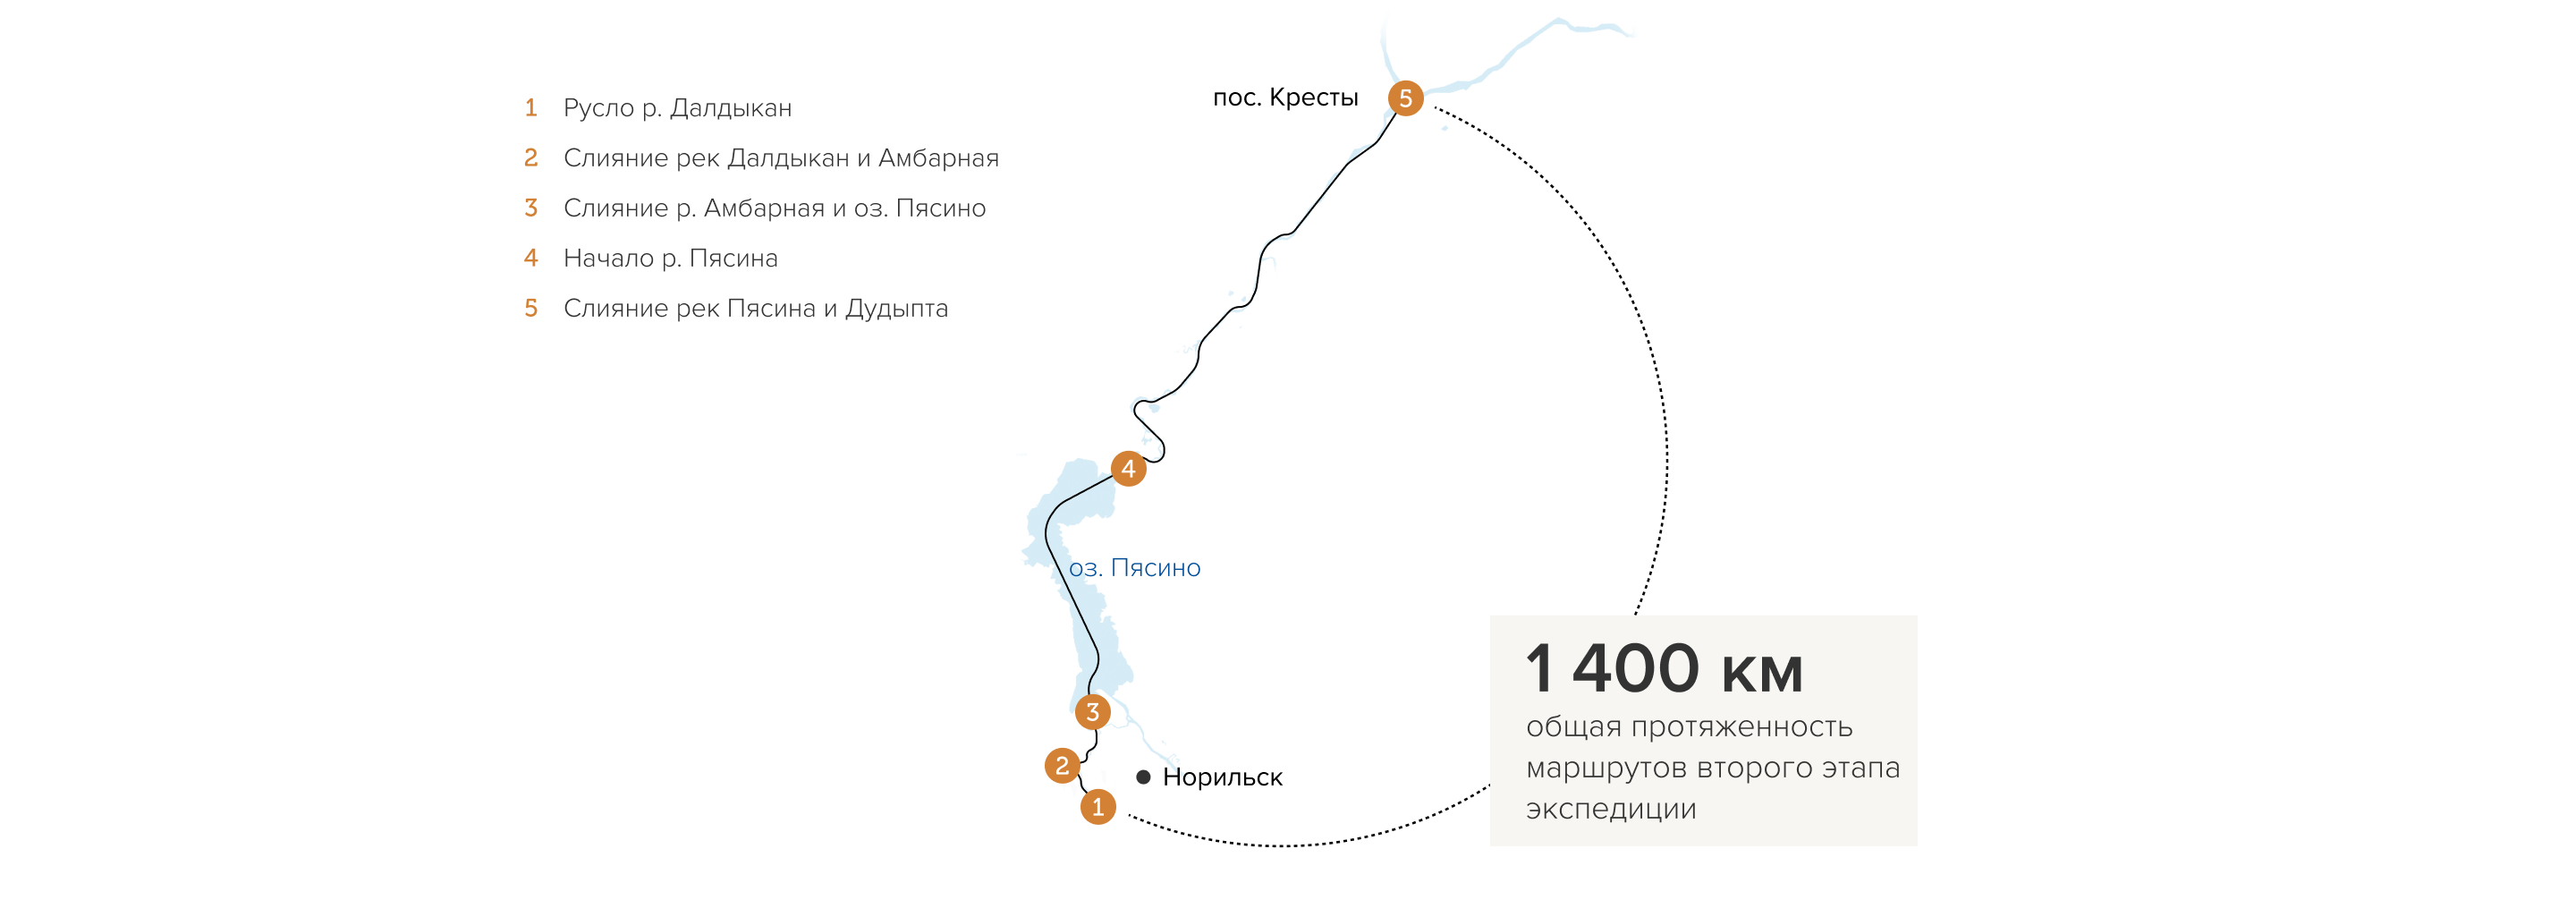 1 Русло р. Далдыкан
2 Слияние рек Далдыкан и Амбарная
3 Слияние р. Амбарная и оз. Пясино
4 Начало р. Пясина
5 Слияние рек Пясина и Дудыпта
пос. Кресты
5
4
оз. Пясино
3
2
Норильск
1
1 400 км
общая протяженность
маршрутов второго этапа
экспедиции